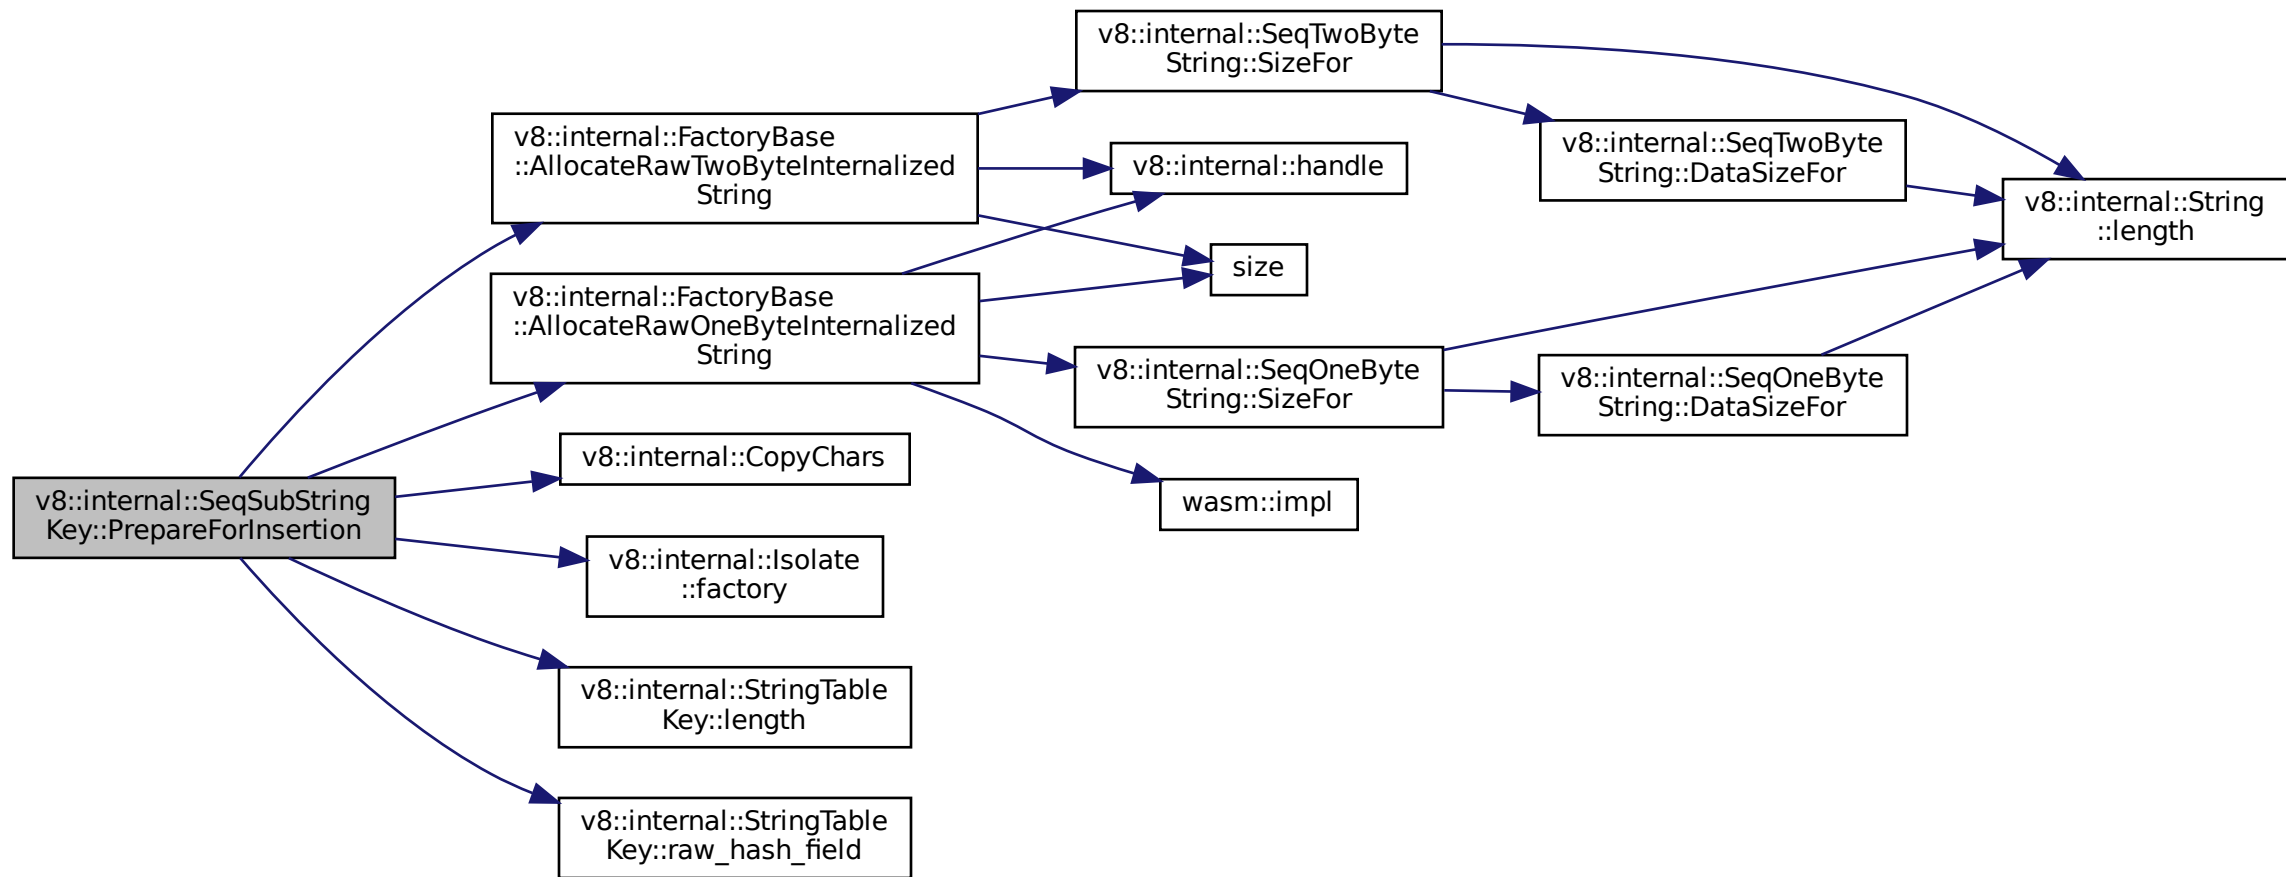 v8::internal::SeqSubString
Key::PrepareForInsertion
v8::internal::FactoryBase
::AllocateRawTwoByteInternalized
String
v8::internal::FactoryBase
::AllocateRawOneByteInternalized
String
v8::internal::CopyChars
v8::internal::Isolate
::factory
v8::internal::StringTable
Key::length
v8::internal::StringTable
Key::raw_hash_field
v8::internal::SeqTwoByte
String::SizeFor
v8::internal::handle
size
v8::internal::SeqOneByte
String::SizeFor
wasm::impl
v8::internal::SeqTwoByte
String::DataSizeFor
v8::internal::SeqOneByte
String::DataSizeFor
v8::internal::String
::length